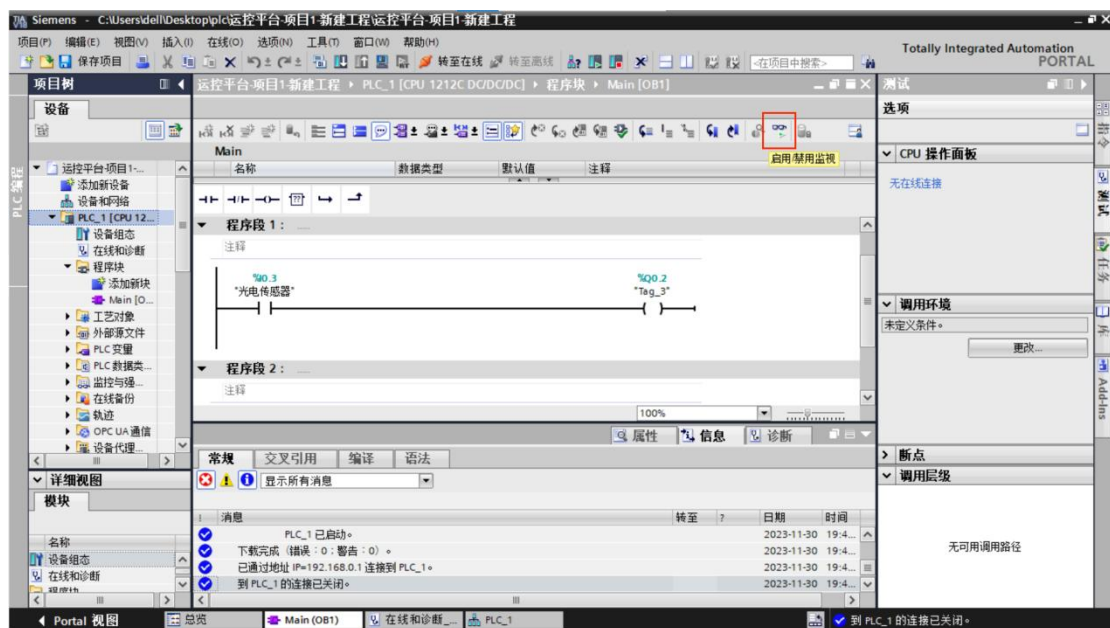 Siemens - C:\Users\dell\Desktop\plc\运控平台-项目1-新建工程\运控平台-项目1-新建工程
项目(P) 编辑(E) 视图(V) 插入(I) 在线(O) 选项(N) 工具(T) 窗口(W) 帮助(H)
Totally Integrated Automation
PORTAL
保存项目 转至在线 转至离线 <在项目中搜索>
项目树
运控平台-项目1-新建工程 ▸ PLC_1 [CPU 1212C DC/DC/DC] ▸ 程序块 ▸ Main [OB1]
测试
设备
选项
PLC 编程
Main
启用/禁用监视
名称 数据类型 默认值 注释
CPU 操作面板
无在线连接
运控平台-项目1-...
添加新设备
设备和网络
PLC_1 [CPU 12...
设备组态
在线和诊断
程序块
添加新块
Main [O...
工艺对象
外部源文件
PLC 变量
PLC 数据类...
监控与强...
在线备份
轨迹
OPC UA 通信
设备代理...
程序段 1: ....
注释
%I0.3
"光电传感器"
%Q0.2
"Tag_3"
程序段 2: ....
注释
100%
调用环境
未定义条件。
更改...
测试
任务
库
Add-Ins
属性 信息 诊断
常规 交叉引用 编译 语法
显示所有消息
断点
调用层级
无可用调用路径
详细视图
模块
名称
设备组态
在线和诊断
程序块
! 消息 转至 ? 日期 时间
PLC_1 已启动。 2023-11-30 19:4...
下载完成（错误：0；警告：0）。 2023-11-30 19:4...
已通过地址 IP=192.168.0.1 连接到 PLC_1。 2023-11-30 19:4...
到 PLC_1 的连接已关闭。 2023-11-30 19:4...
Portal 视图 总览 Main (OB1) 在线和诊断_... PLC_1 到 PLC_1 的连接已关闭。